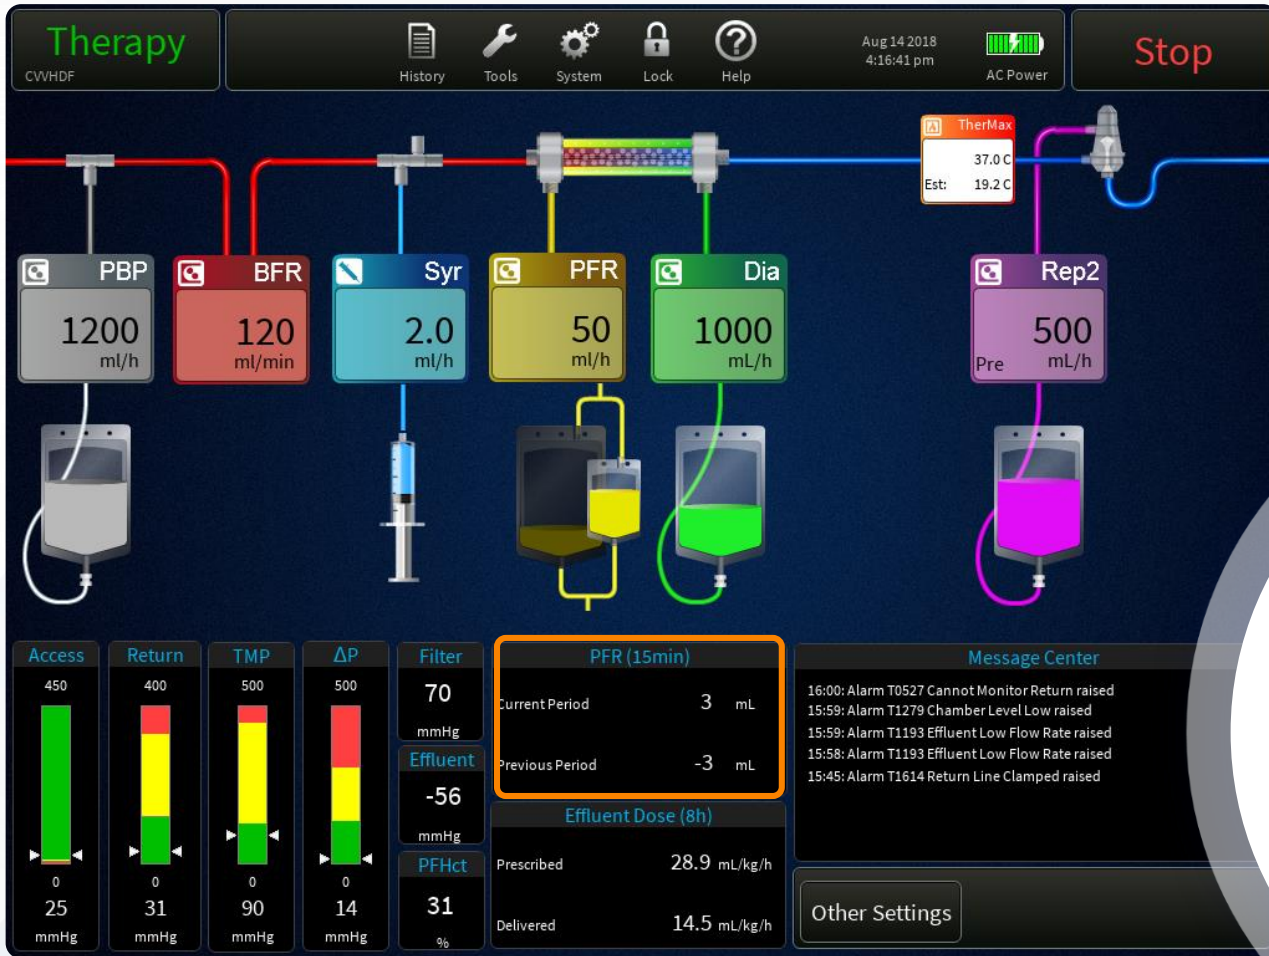 Therapy
CVVHDF
History
Tools
System
Lock
Help
Aug 14 2018
4:16:41 pm
AC Power
Stop
TherMax
37.0 C
Est: 19.2 C
PBP
1200
ml/h
BFR
120
ml/min
Syr
2.0
ml/h
PFR
50
ml/h
Dia
1000
mL/h
Rep2
500
Pre mL/h
Access
450
0
25
mmHg
Return
400
0
31
mmHg
TMP
500
0
90
mmHg
ΔP
500
0
14
mmHg
Filter
70
mmHg
Effluent
-56
mmHg
PFHct
31
%
PFR (15min)
Current Period 3 mL
Previous Period -3 mL
Effluent Dose (8h)
Prescribed 28.9 mL/kg/h
Delivered 14.5 mL/kg/h
Message Center
16:00: Alarm T0527 Cannot Monitor Return raised
15:59: Alarm T1279 Chamber Level Low raised
15:59: Alarm T1193 Effluent Low Flow Rate raised
15:58: Alarm T1193 Effluent Low Flow Rate raised
15:45: Alarm T1614 Return Line Clamped raised
Other Settings